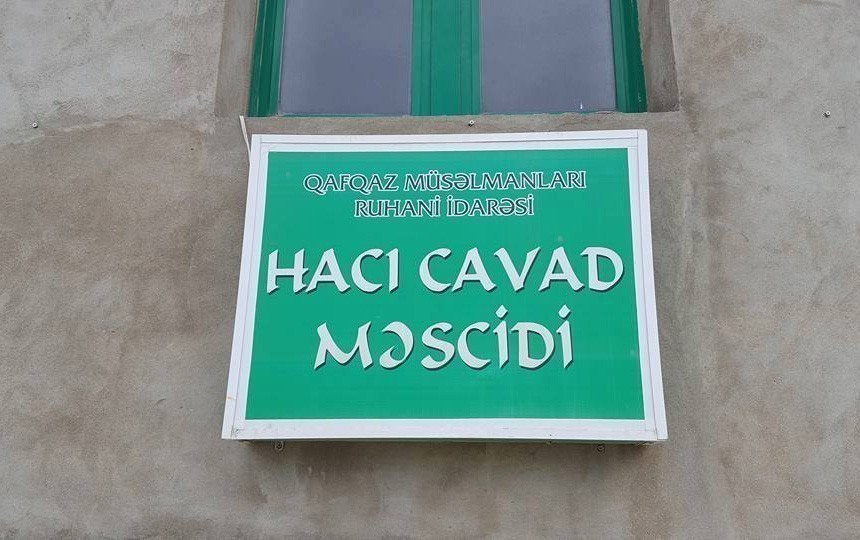 QAFQAZ MÜSƏLMANLARI
RUHANİ İDARƏSİ
HACI CAVAD
MƏSCİDİ